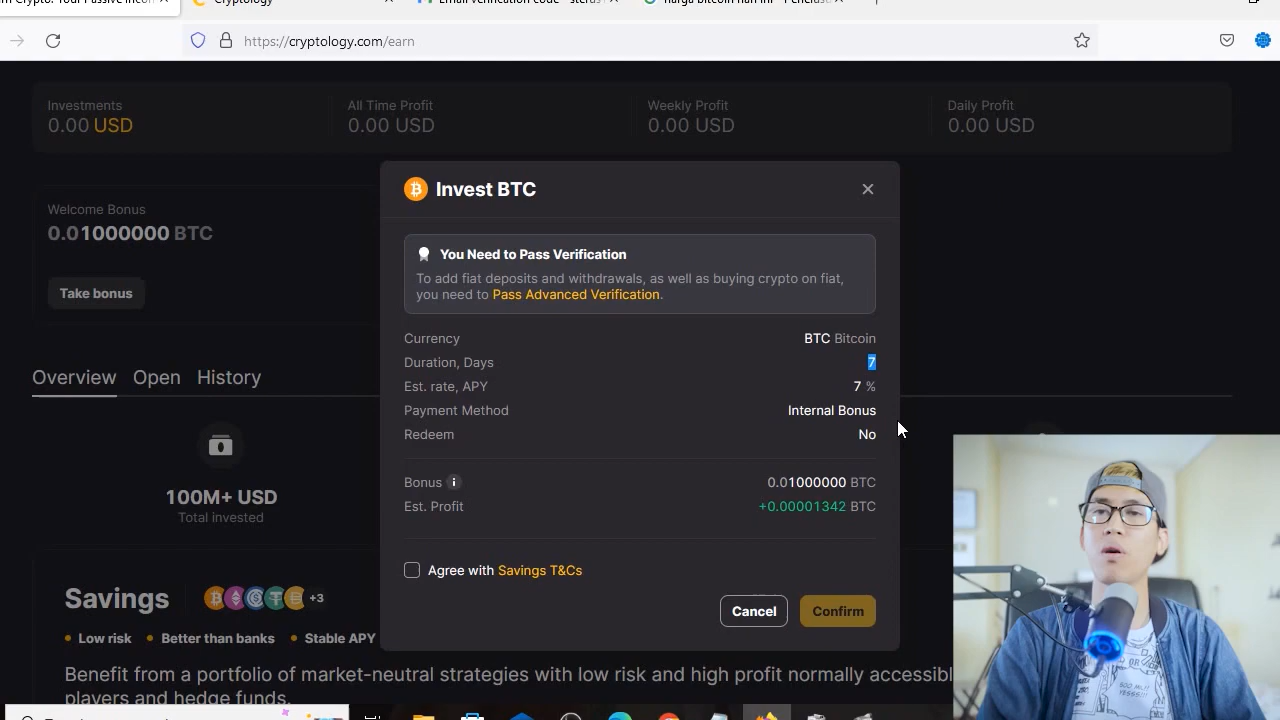 Cryptology
https://cryptology.com/earn
Investments
0.00 USD
All Time Profit
0.00 USD
Weekly Profit
0.00 USD
Daily Profit
0.00 USD
Welcome Bonus
0.01000000 BTC
Take bonus
Invest BTC
You Need to Pass Verification
To add fiat deposits and withdrawals, as well as buying crypto on fiat,
you need to Pass Advanced Verification.
Currency BTC Bitcoin
Duration, Days 7
Est. rate, APY 7 %
Payment Method Internal Bonus
Redeem No
Bonus 0.01000000 BTC
Est. Profit +0.00001342 BTC
Agree with Savings T&Cs
Cancel Confirm
Overview Open History
100M+ USD
Total invested
Savings +3
Low risk Better than banks Stable APY
Benefit from a portfolio of market-neutral strategies with low risk and high profit normally accessible
players and hedge funds.